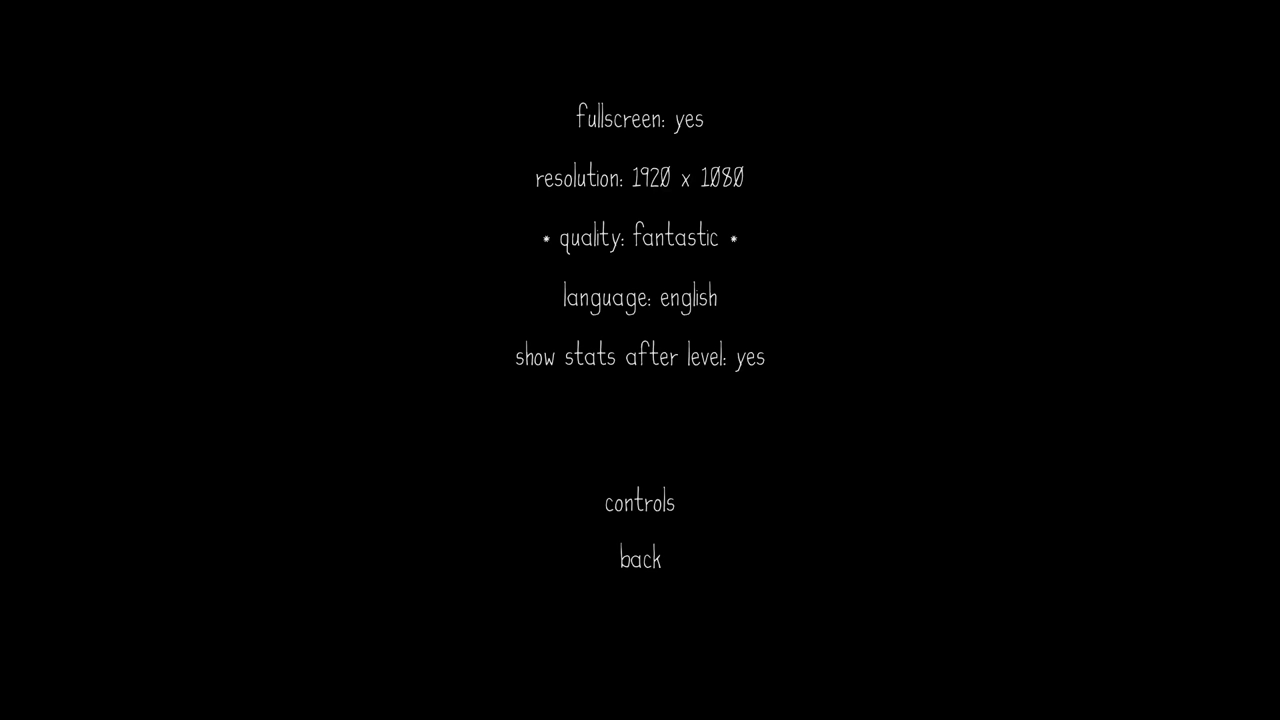 fullscreen: yes
resolution: 1920 x 1080
* quality: fantastic *
language: english
show stats after level: yes
controls
back